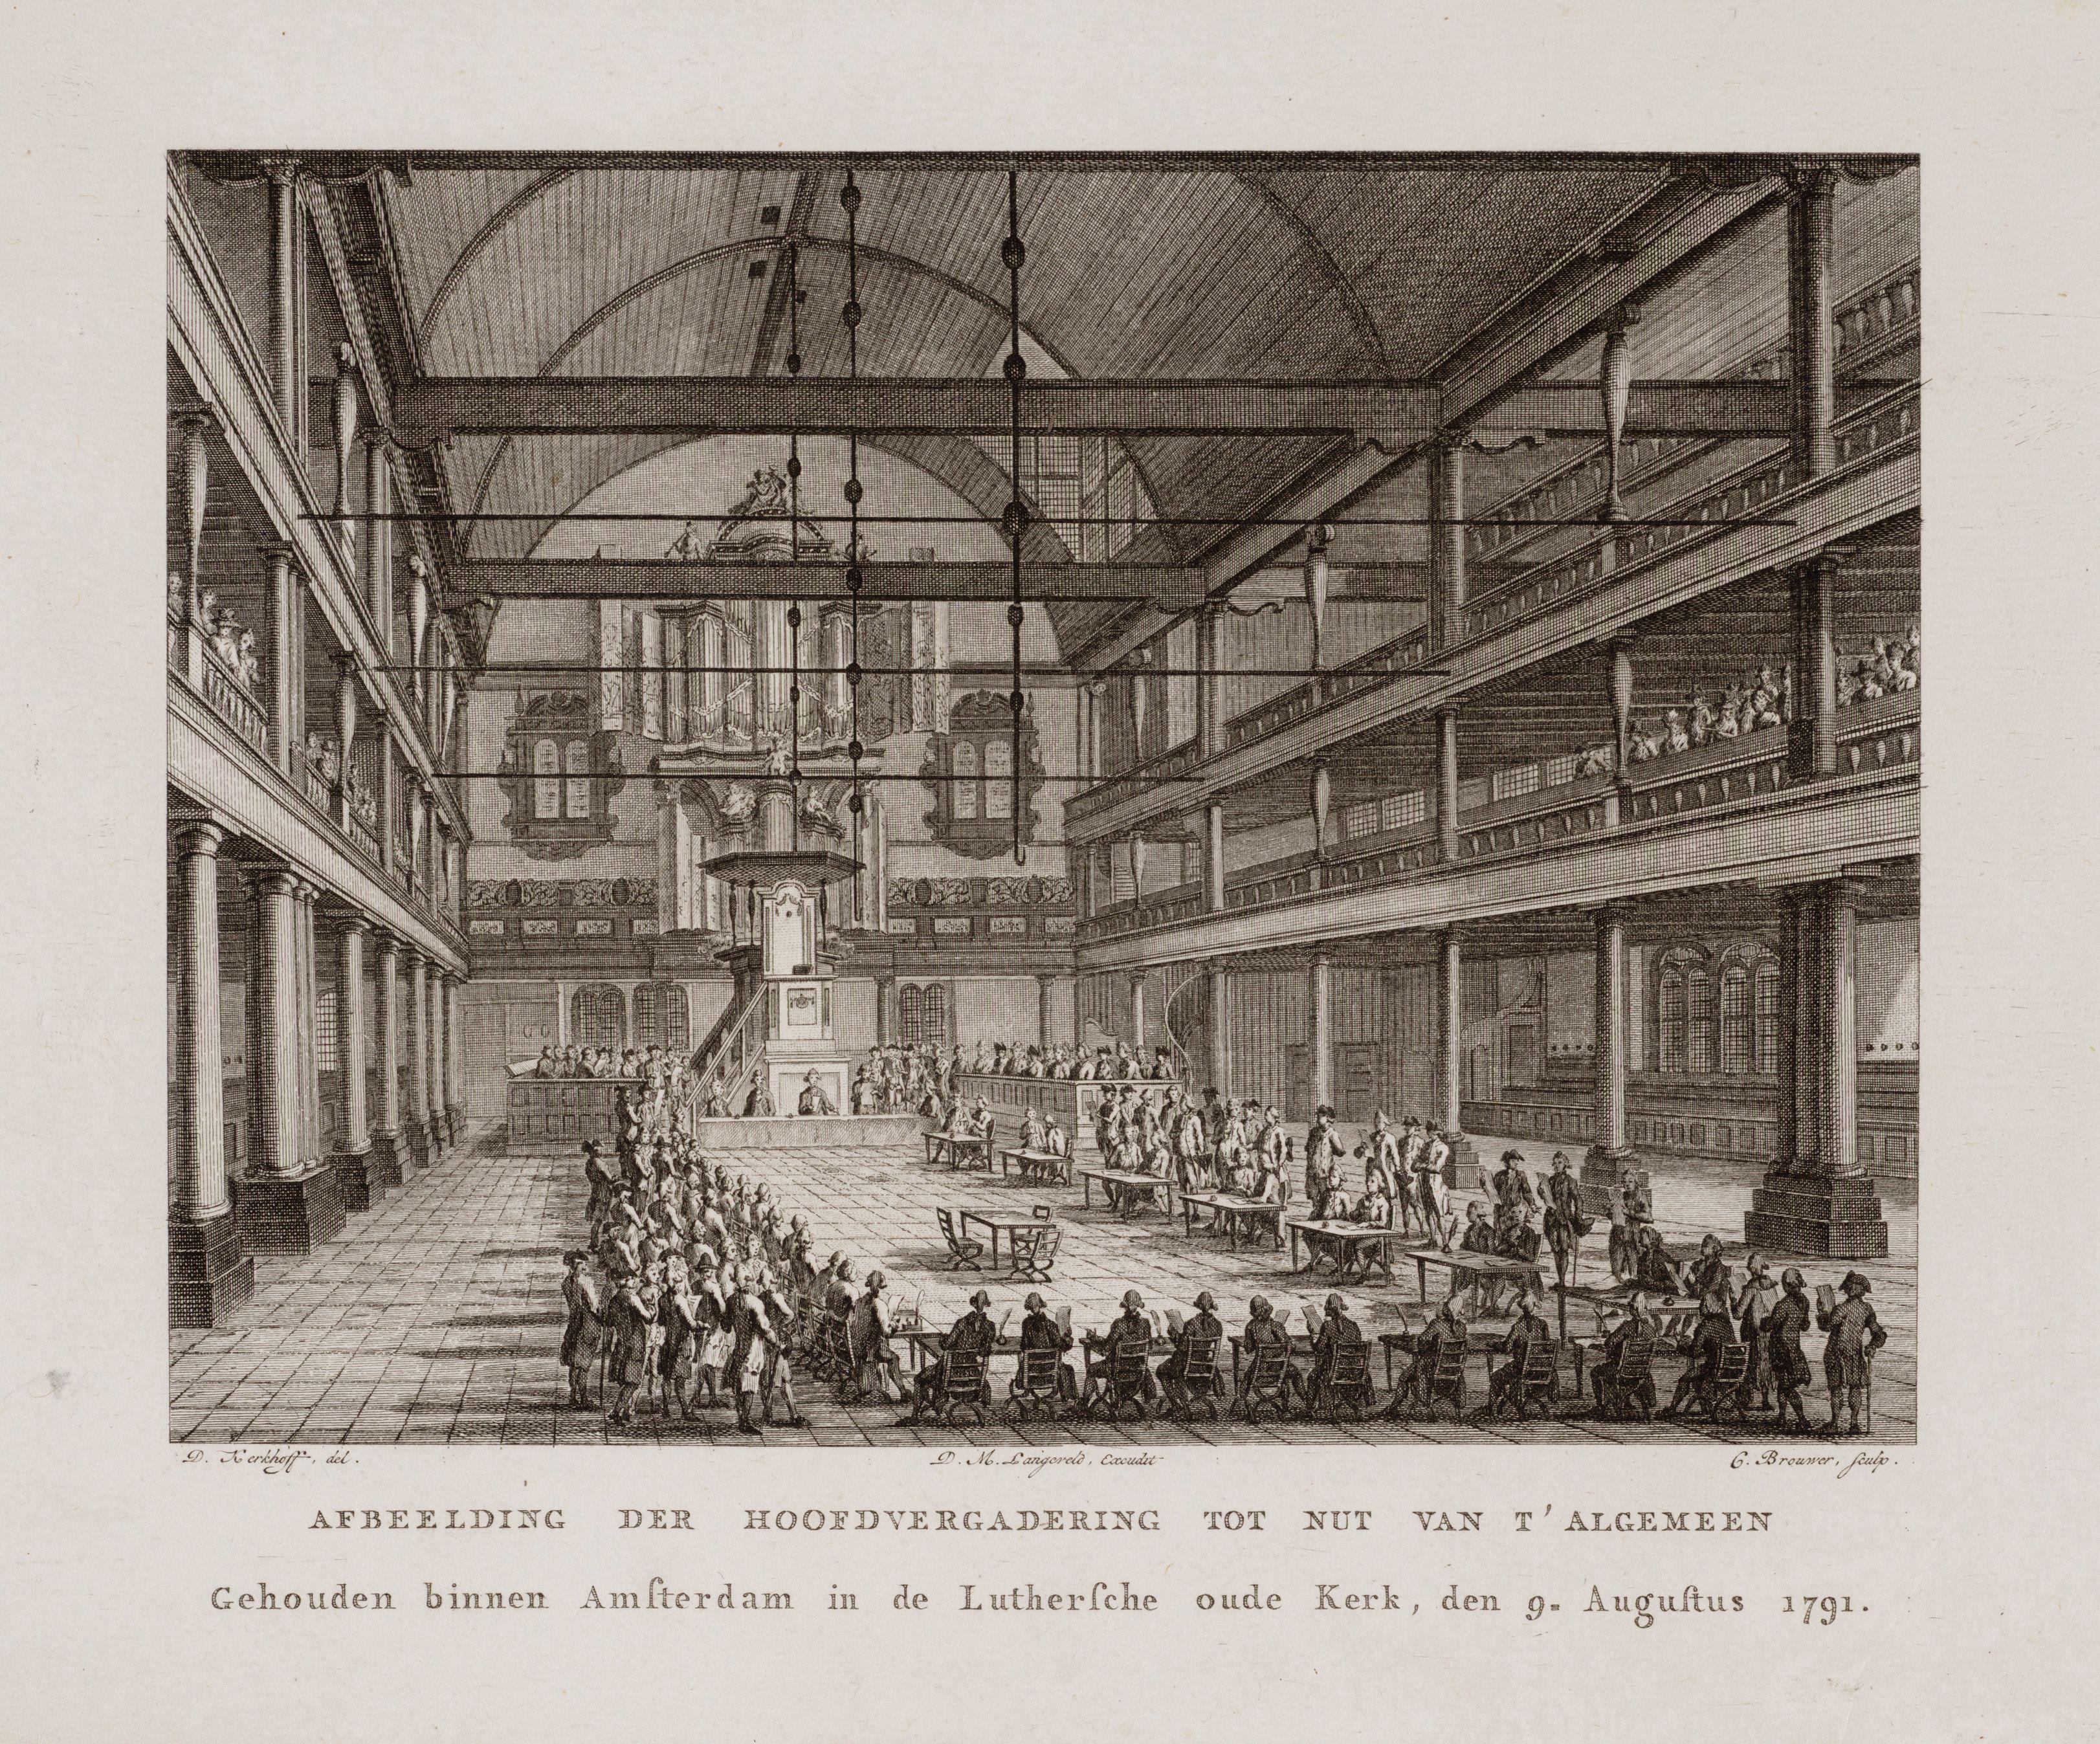 D. Kerkhoff, del.
D. M. Langeveld, Excudit
C. Brouwer, ſculp.
AFBEELDING DER HOOFDVERGADERING TOT NUT VAN T' ALGEMEEN
Gehouden binnen Amſterdam in de Lutherſche oude Kerk, den 9. Auguſtus 1791.